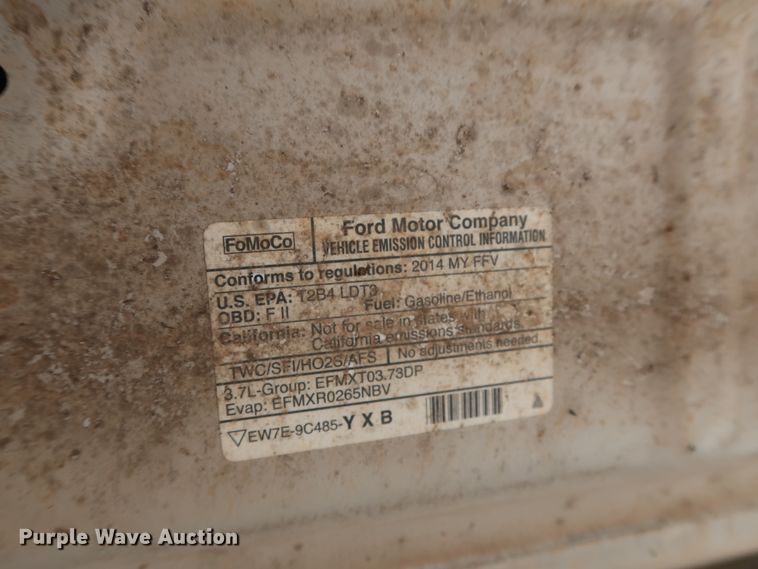 FoMoCo
Ford Motor Company
VEHICLE EMISSION CONTROL INFORMATION
Conforms to regulations: 2014 MY FFV
U.S. EPA: T2B4 LDT3
OBD: F II
Fuel: Gasoline/Ethanol
California: Not for sale in states with
California emissions standards.
TWC/SFI/HO2S/AFS
No adjustments needed.
3.7L-Group: EFMXT03.73DP
Evap: EFMXR0265NBV
EW7E-9C485-Y X B
Purple Wave Auction